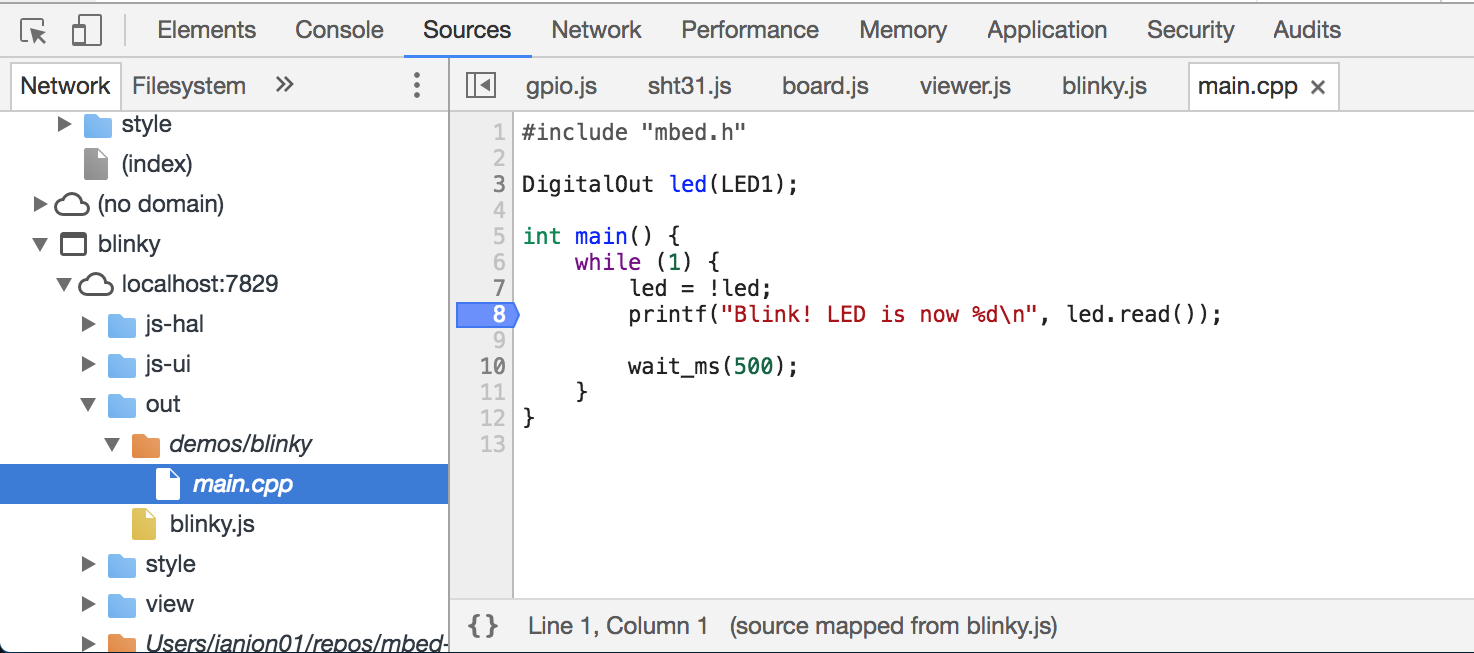 Elements Console Sources Network Performance Memory Application Security Audits
Network Filesystem »
gpio.js sht31.js board.js viewer.js blinky.js main.cpp ×
style
(index)
(no domain)
blinky
localhost:7829
js-hal
js-ui
out
demos/blinky
main.cpp
blinky.js
style
view
Users/janjon01/repos/mbed-
1 #include "mbed.h"
2
3 DigitalOut led(LED1);
4
5 int main() {
6     while (1) {
7         led = !led;
8         printf("Blink! LED is now %d\n", led.read());
9
10         wait_ms(500);
11     }
12 }
13
{} Line 1, Column 1 (source mapped from blinky.js)